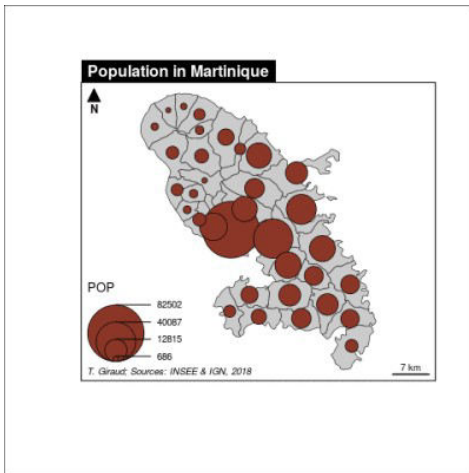 Population in Martinique
N
POP
82502
40087
12815
686
T. Giraud; Sources: INSEE & IGN, 2018
7 km